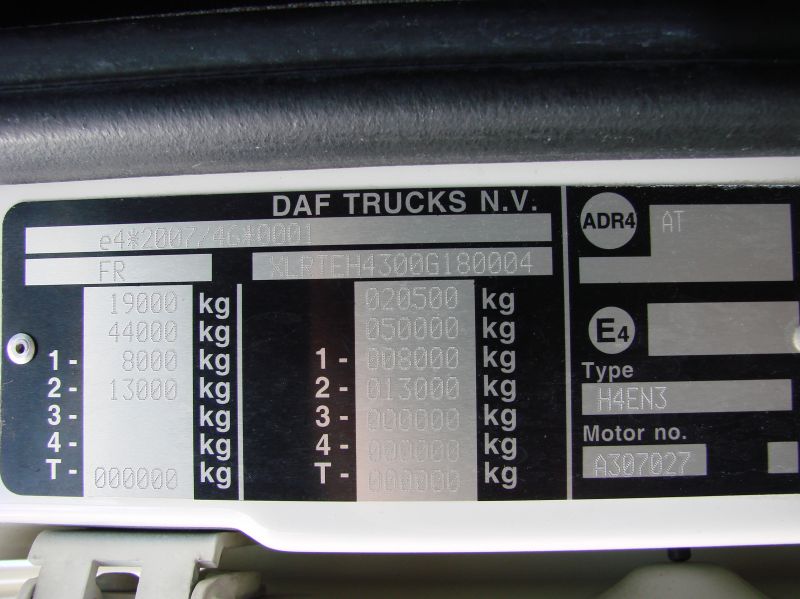 DAF TRUCKS N.V.
e4*2007/46*0001
FR XLRTEH4300G180004
19000 kg 020500 kg
44000 kg 050000 kg
1- 8000 kg 1- 008000 kg
2- 13000 kg 2- 013000 kg
3- kg 3- 000000 kg
4- kg 4- 000000 kg
T- 000000 kg T- 000000 kg
ADR4 AT
E4
Type
H4EN3
Motor no.
A307027